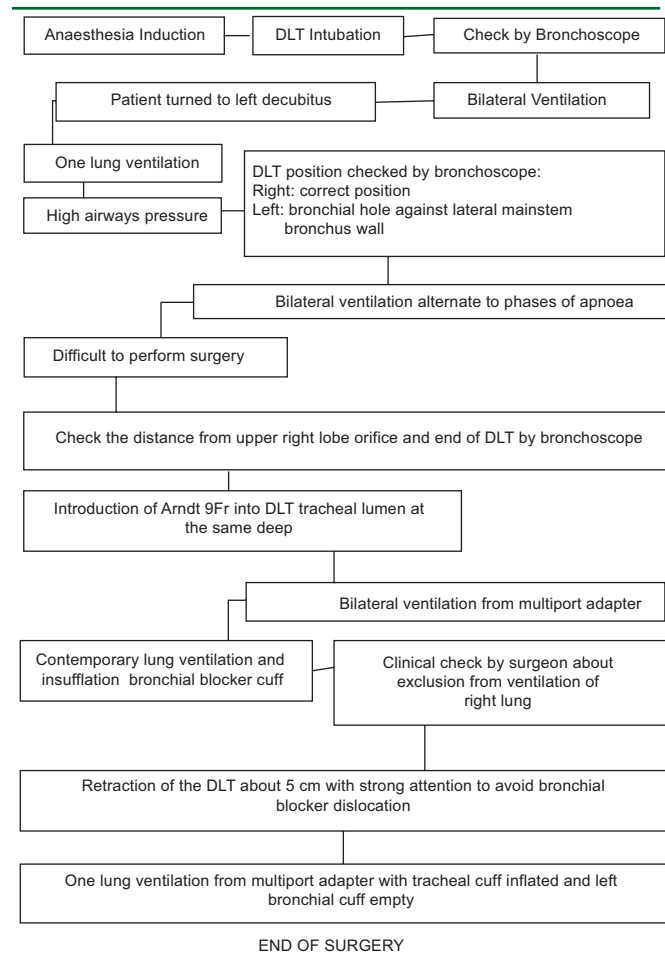 Anaesthesia Induction
DLT Intubation
Check by Bronchoscope
Patient turned to left decubitus
Bilateral Ventilation
One lung ventilation
High airways pressure
DLT position checked by bronchoscope:
Right: correct position
Left: bronchial hole against lateral mainstem
bronchus wall
Bilateral ventilation alternate to phases of apnoea
Difficult to perform surgery
Check the distance from upper right lobe orifice and end of DLT by bronchoscope
Introduction of Arndt 9Fr into DLT tracheal lumen at
the same deep
Bilateral ventilation from multiport adapter
Contemporary lung ventilation and
insufflation bronchial blocker cuff
Clinical check by surgeon about
exclusion from ventilation of
right lung
Retraction of the DLT about 5 cm with strong attention to avoid bronchial
blocker dislocation
One lung ventilation from multiport adapter with tracheal cuff inflated and left
bronchial cuff empty
END OF SURGERY